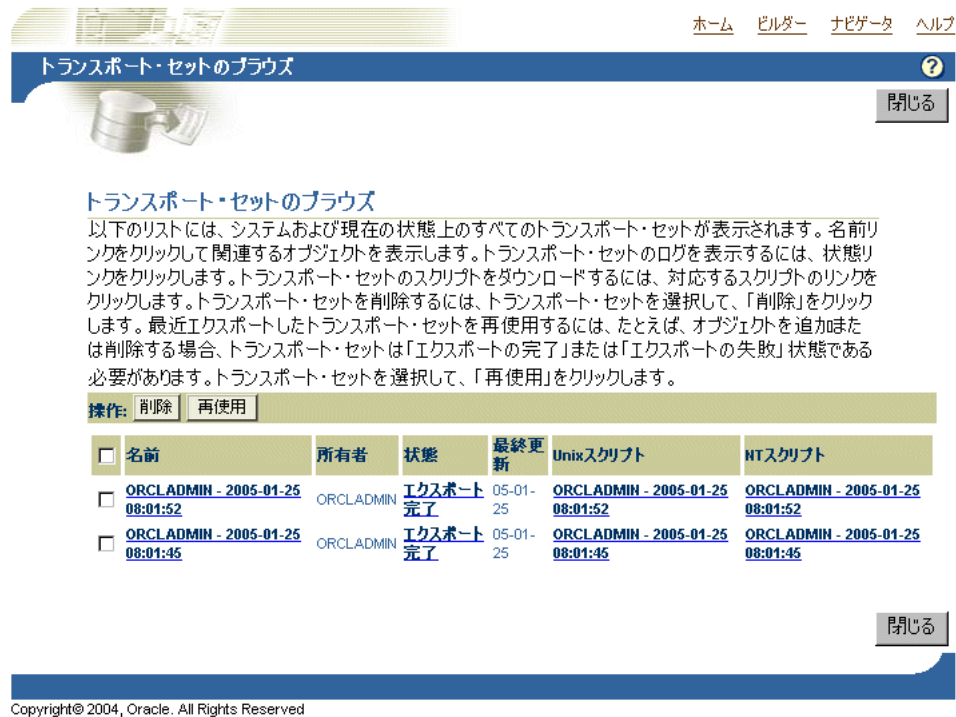 ホーム ビルダー ナビゲータ ヘルプ
トランスポート・セットのブラウズ ?
閉じる
トランスポート・セットのブラウズ
以下のリストには、システムおよび現在の状態上のすべてのトランスポート・セットが表示されます。名前リ
ンクをクリックして関連するオブジェクトを表示します。トランスポート・セットのログを表示するには、状態リ
ンクをクリックします。トランスポート・セットのスクリプトをダウンロードするには、対応するスクリプトのリンクを
クリックします。トランスポート・セットを削除するには、トランスポート・セットを選択して、「削除」をクリック
します。最近エクスポートしたトランスポート・セットを再使用するには、たとえば、オブジェクトを追加また
は削除する場合、トランスポート・セットは「エクスポートの完了」または「エクスポートの失敗」状態である
必要があります。トランスポート・セットを選択して、「再使用」をクリックします。
操作: 削除 再使用
名前 所有者 状態 最終更新 Unixスクリプト NTスクリプト
ORCLADMIN - 2005-01-25 08:01:52 ORCLADMIN エクスポート完了 05-01-25 ORCLADMIN - 2005-01-25 08:01:52 ORCLADMIN - 2005-01-25 08:01:52
ORCLADMIN - 2005-01-25 08:01:45 ORCLADMIN エクスポート完了 05-01-25 ORCLADMIN - 2005-01-25 08:01:45 ORCLADMIN - 2005-01-25 08:01:45
閉じる
Copyright© 2004, Oracle. All Rights Reserved